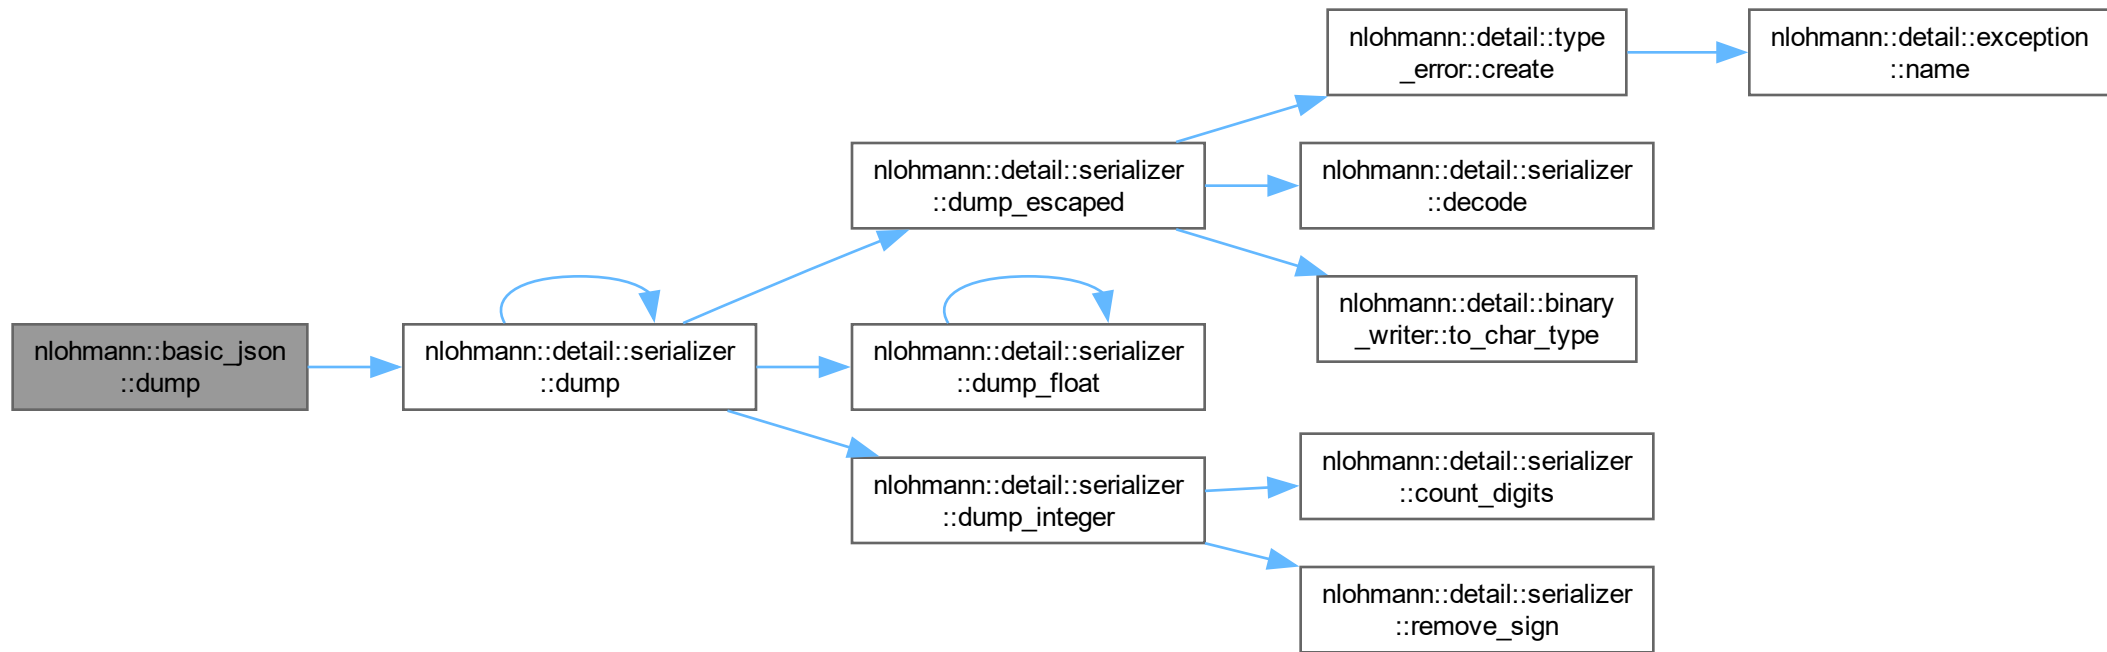 nlohmann::basic_json
::dump
nlohmann::detail::serializer
::dump
nlohmann::detail::serializer
::dump_escaped
nlohmann::detail::type
_error::create
nlohmann::detail::exception
::name
nlohmann::detail::serializer
::decode
nlohmann::detail::binary
_writer::to_char_type
nlohmann::detail::serializer
::dump_float
nlohmann::detail::serializer
::dump_integer
nlohmann::detail::serializer
::count_digits
nlohmann::detail::serializer
::remove_sign